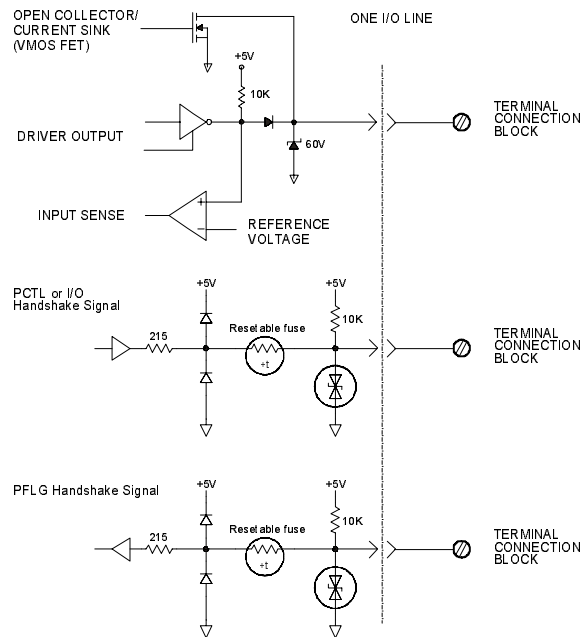 OPEN COLLECTOR/
CURRENT SINK
(VMOS FET)
ONE I/O LINE
+5V
10K
TERMINAL
CONNECTION
BLOCK
DRIVER OUTPUT
60V
INPUT SENSE
+
−
REFERENCE
VOLTAGE
PCTL or I/O
Handshake Signal
+5V
+5V
215
Resetable fuse
10K
+t
TERMINAL
CONNECTION
BLOCK
PFLG Handshake Signal
+5V
+5V
215
Resetable fuse
10K
+t
TERMINAL
CONNECTION
BLOCK